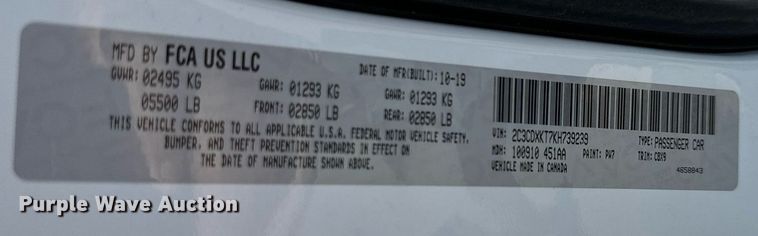 MFD BY FCA US LLC
DATE OF MFR(BUILT): 10-19
GVWR: 02495 KG GAWR: 01293 KG GAWR: 01293 KG
05500 LB FRONT: 02850 LB REAR: 02850 LB
THIS VEHICLE CONFORMS TO ALL APPLICABLE U.S.A. FEDERAL MOTOR VEHICLE SAFETY,
BUMPER, AND THEFT PREVENTION STANDARDS IN EFFECT ON
THE DATE OF MANUFACTURE SHOWN ABOVE.
VIN: 2C3CDXKT7KH739239 TYPE: PASSENGER CAR
MDH: 100910 451AA PAINT: PW7 TRIM: CBX9
VEHICLE MADE IN CANADA
4658843
Purple Wave Auction